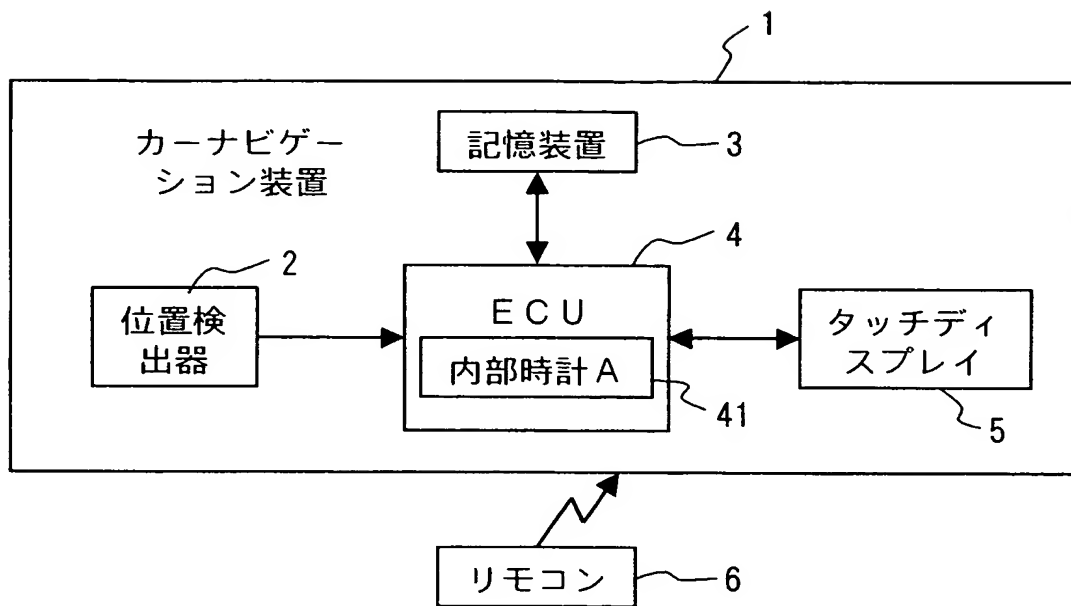 1
カーナビゲー
ション装置
記憶装置
3
2
位置検
出器
4
ECU
内部時計A
41
タッチディ
スプレイ
5
リモコン
6